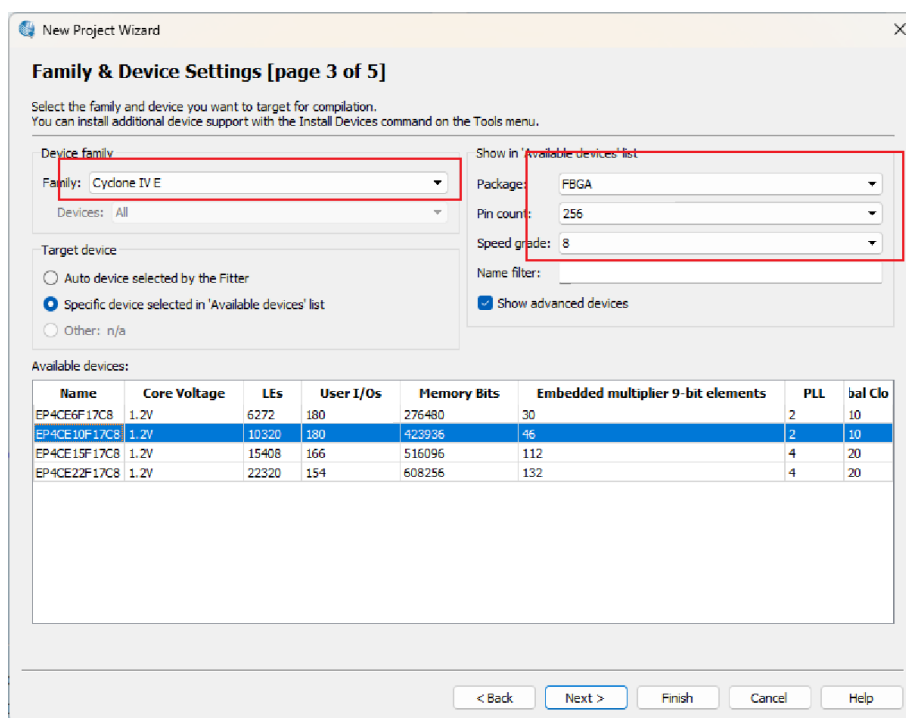 New Project Wizard
Family & Device Settings [page 3 of 5]
Select the family and device you want to target for compilation.
You can install additional device support with the Install Devices command on the Tools menu.
Device family
Family: Cyclone IV E
Devices: All
Target device
Auto device selected by the Fitter
Specific device selected in 'Available devices' list
Other: n/a
Show in 'Available devices' list
Package: FBGA
Pin count: 256
Speed grade: 8
Name filter:
Show advanced devices
Available devices:
Name Core Voltage LEs User I/Os Memory Bits Embedded multiplier 9-bit elements PLL bal Clo
EP4CE6F17C8 1.2V 6272 180 276480 30 2 10
EP4CE10F17C8 1.2V 10320 180 423936 46 2 10
EP4CE15F17C8 1.2V 15408 166 516096 112 4 20
EP4CE22F17C8 1.2V 22320 154 608256 132 4 20
< Back Next > Finish Cancel Help